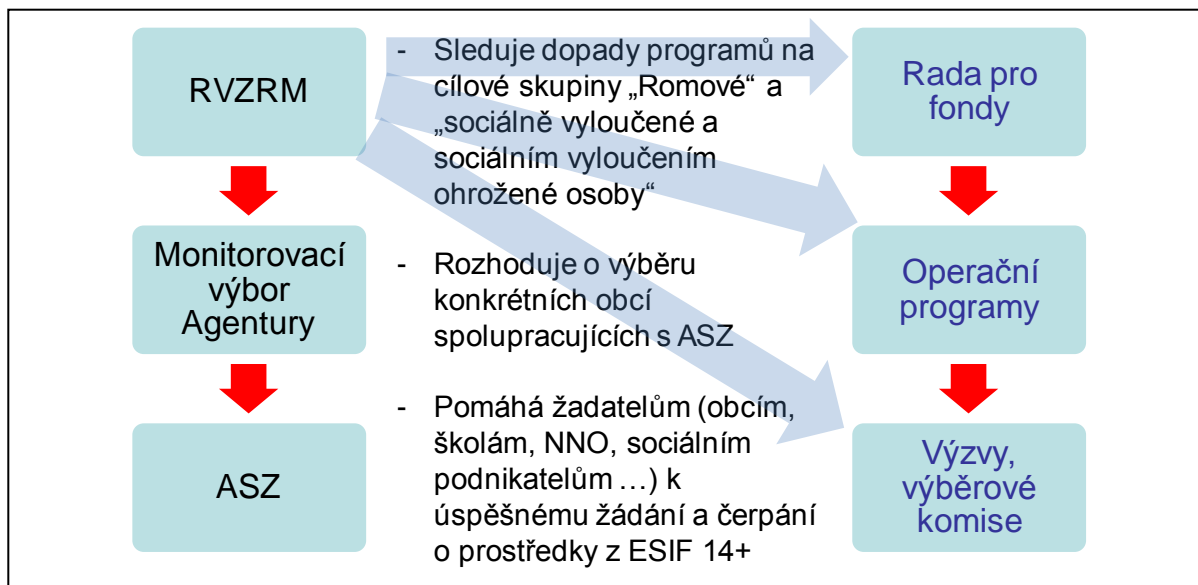 RVZRM
- Sleduje dopady programů na
cílové skupiny „Romové“ a
„sociálně vyloučené a
sociálním vyloučením
ohrožené osoby“
Rada pro
fondy
Monitorovací
výbor
Agentury
- Rozhoduje o výběru
konkrétních obcí
spolupracujících s ASZ
Operační
programy
ASZ
- Pomáhá žadatelům (obcím,
školám, NNO, sociálním
podnikatelům …) k
úspěšnému žádání a čerpání
o prostředky z ESIF 14+
Výzvy,
výběrové
komise